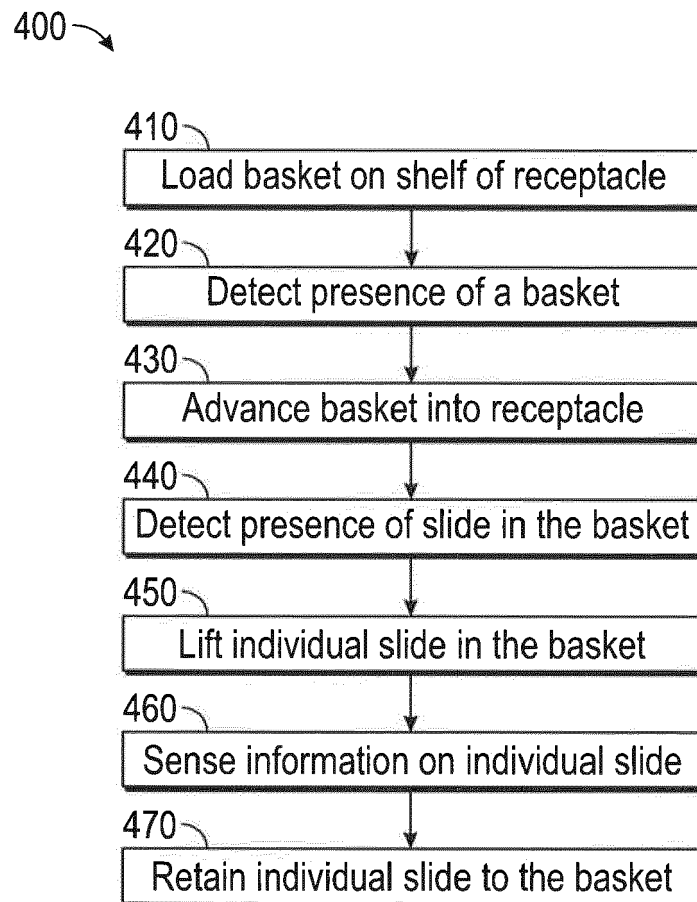 400
410
Load basket on shelf of receptacle
420
Detect presence of a basket
430
Advance basket into receptacle
440
Detect presence of slide in the basket
450
Lift individual slide in the basket
460
Sense information on individual slide
470
Retain individual slide to the basket